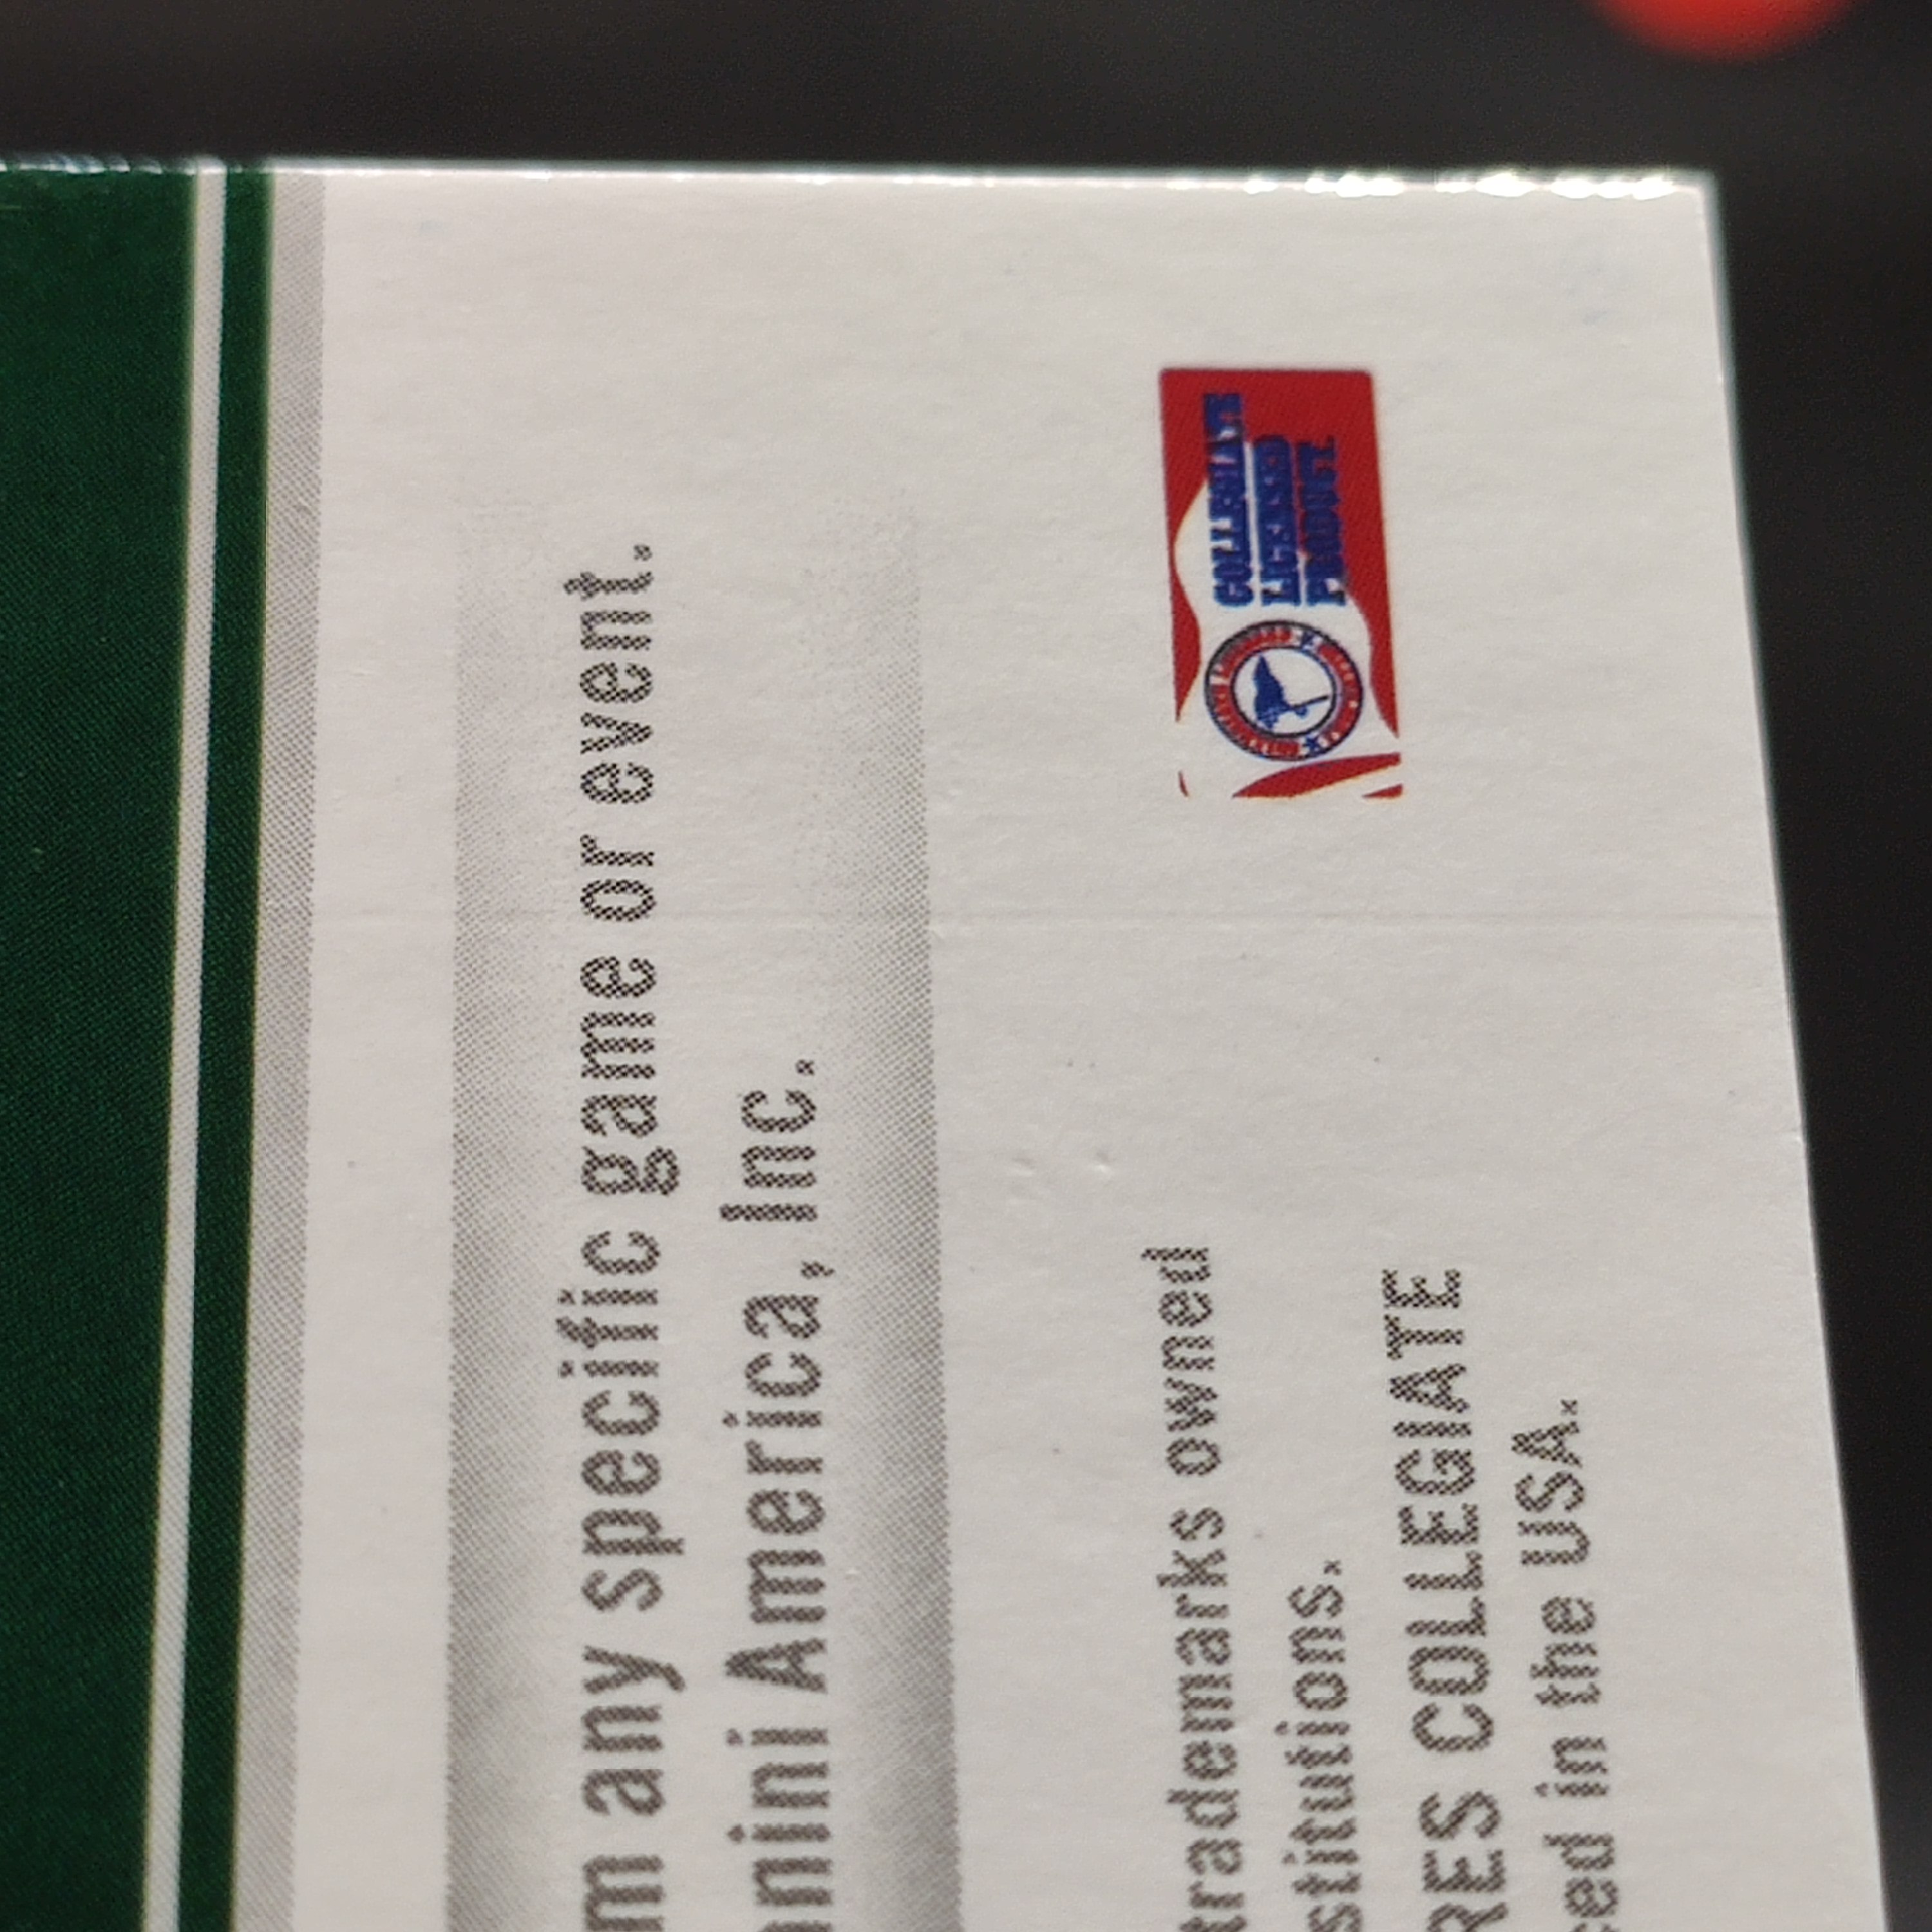 m any specific game or event.
nini America, Inc.
COLLEGIATE
LICENSED
PRODUCT
trademarks owned
stitutions.
RES COLLEGIATE
ced in the USA.